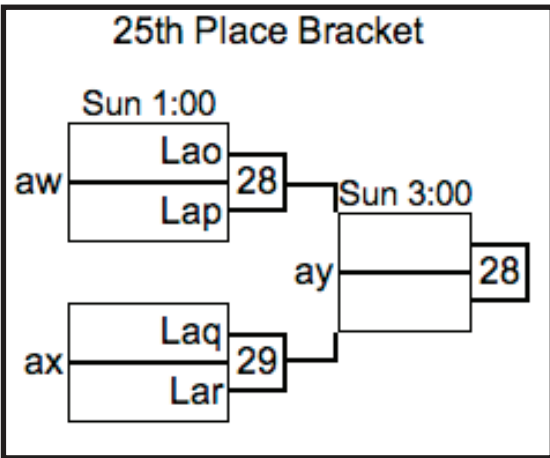 25th Place Bracket
Sun 1:00
Lao
aw
28
Lap
Sun 3:00
ay
28
Laq
ax
29
Lar